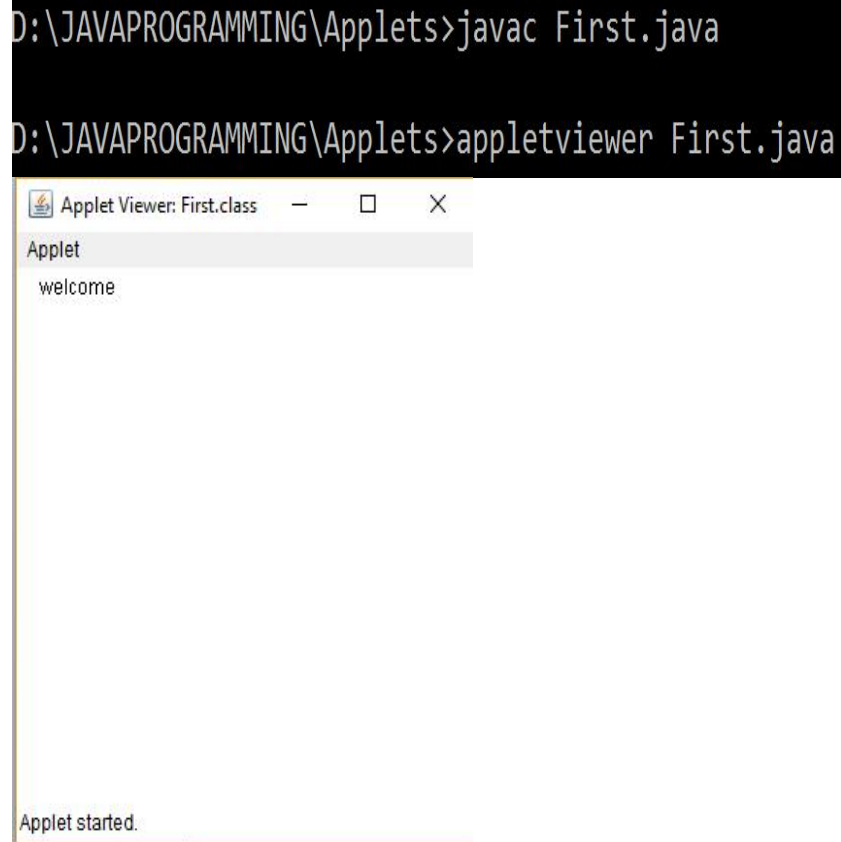 D:\JAVAPROGRAMMING\Applets>javac First.java
D:\JAVAPROGRAMMING\Applets>appletviewer First.java
Applet Viewer: First.class
Applet
welcome
Applet started.